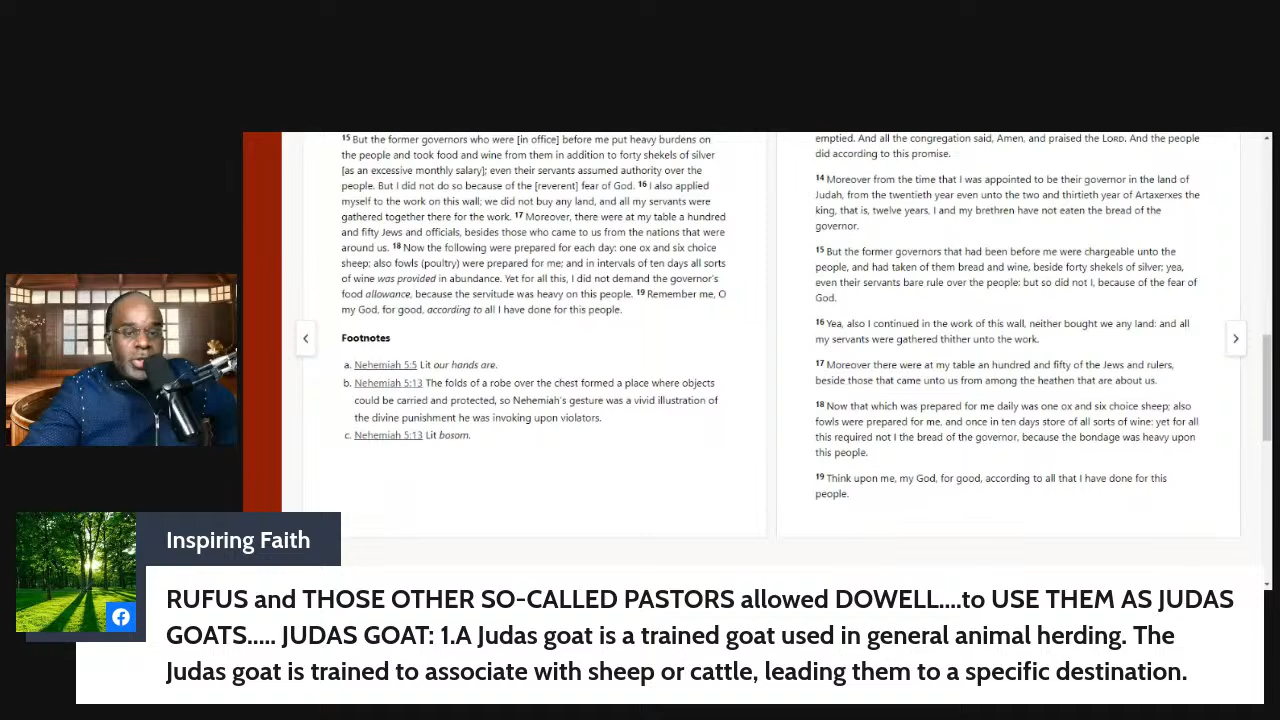 15 But the former governors who were [in office] before me put heavy burdens on
the people and took food and wine from them in addition to forty shekels of silver
[as an excessive monthly salary]; even their servants assumed authority over the
people. But I did not do so because of the [reverent] fear of God. 16 I also applied
myself to the work on this wall; we did not buy any land, and all my servants were
gathered together there for the work. 17 Moreover, there were at my table a hundred
and fifty Jews and officials, besides those who came to us from the nations that were
around us. 18 Now the following were prepared for each day: one ox and six choice
sheep; also fowls (poultry) were prepared for me; and in intervals of ten days all sorts
of wine was provided in abundance. Yet for all this, I did not demand the governor's
food allowance, because the servitude was heavy on this people. 19 Remember me, O
my God, for good, according to all I have done for this people.
Footnotes
a. Nehemiah 5:5 Lit our hands are.
b. Nehemiah 5:13 The folds of a robe over the chest formed a place where objects
could be carried and protected, so Nehemiah's gesture was a vivid illustration of
the divine punishment he was invoking upon violators.
c. Nehemiah 5:13 Lit bosom.
emptied. And all the congregation said, Amen, and praised the LORD. And the people
did according to this promise.
14 Moreover from the time that I was appointed to be their governor in the land of
Judah, from the twentieth year even unto the two and thirtieth year of Artaxerxes the
king, that is, twelve years, I and my brethren have not eaten the bread of the
governor.
15 But the former governors that had been before me were chargeable unto the
people, and had taken of them bread and wine, beside forty shekels of silver; yea,
even their servants bare rule over the people: but so did not I, because of the fear of
God.
16 Yea, also I continued in the work of this wall, neither bought we any land: and all
my servants were gathered thither unto the work.
17 Moreover there were at my table an hundred and fifty of the Jews and rulers,
beside those that came unto us from among the heathen that are about us.
18 Now that which was prepared for me daily was one ox and six choice sheep; also
fowls were prepared for me, and once in ten days store of all sorts of wine: yet for all
this required not I the bread of the governor, because the bondage was heavy upon
this people.
19 Think upon me, my God, for good, according to all that I have done for this
people.
Inspiring Faith
RUFUS and THOSE OTHER SO-CALLED PASTORS allowed DOWELL....to USE THEM AS JUDAS
GOATS..... JUDAS GOAT: 1.A Judas goat is a trained goat used in general animal herding. The
Judas goat is trained to associate with sheep or cattle, leading them to a specific destination.